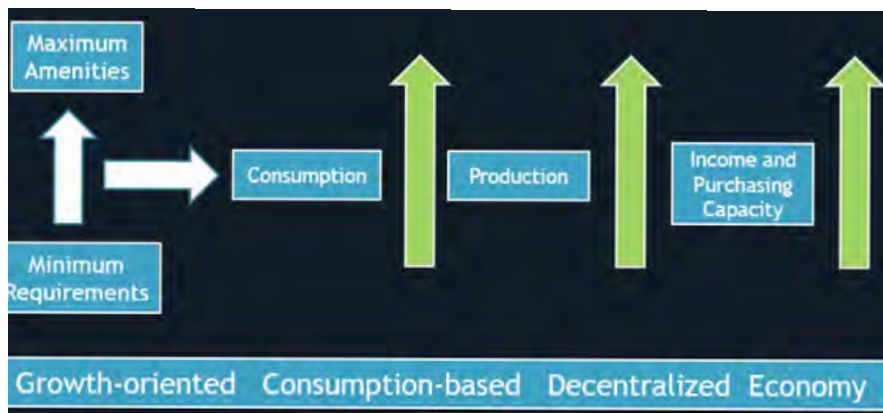 Maximum
Amenities
Consumption
Production
Income and
Purchasing
Capacity
Minimum
Requirements
Growth-oriented Consumption-based Decentralized Economy